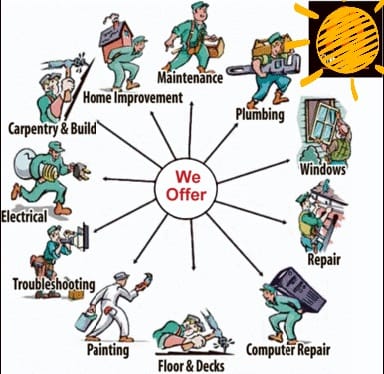 Maintenance
Home Improvement
Plumbing
Carpentry & Build
Windows
We
Offer
Electrical
Repair
Troubleshooting
Painting
Computer Repair
Floor & Decks